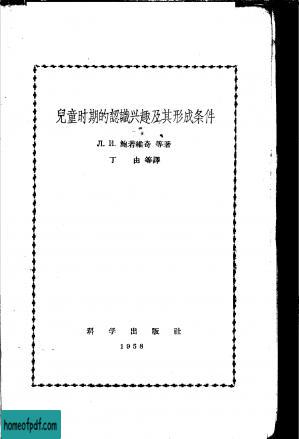 兒童时期的認識兴趣及其形成条件
Л. И. 鮑若維奇 等著
丁由 等譯
科学出版社
1958
homeofpdf.com